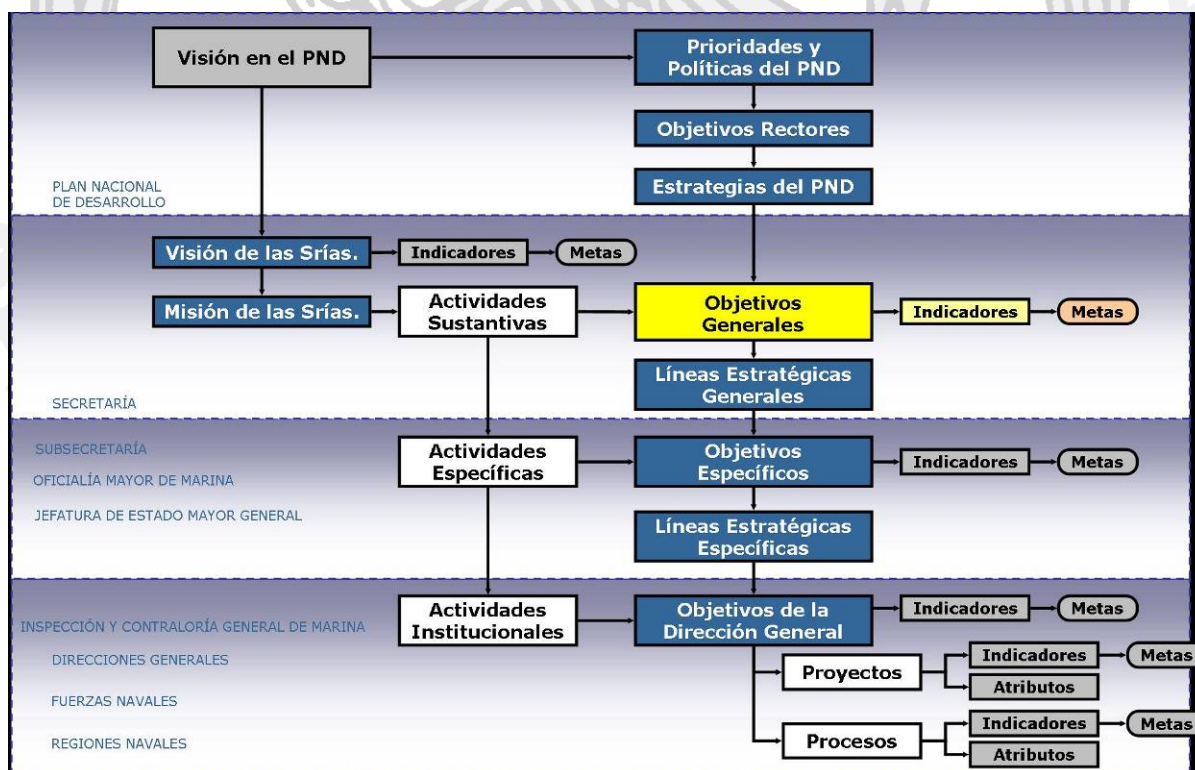 Visión en el PND
Prioridades y
Políticas del PND
Objetivos Rectores
Estrategias del PND
PLAN NACIONAL
DE DESARROLLO
Visión de las Srías.
Indicadores
Metas
Misión de las Srías.
Actividades
Sustantivas
Objetivos
Generales
Indicadores
Metas
Líneas Estratégicas
Generales
SECRETARÍA
SUBSECRETARÍA
OFICIALÍA MAYOR DE MARINA
JEFATURA DE ESTADO MAYOR GENERAL
Actividades
Específicas
Objetivos
Específicos
Indicadores
Metas
Líneas Estratégicas
Específicas
INSPECCIÓN Y CONTRALORÍA GENERAL DE MARINA
DIRECCIONES GENERALES
FUERZAS NAVALES
REGIONES NAVALES
Actividades
Institucionales
Objetivos de la
Dirección General
Indicadores
Metas
Proyectos
Indicadores
Metas
Atributos
Procesos
Indicadores
Metas
Atributos